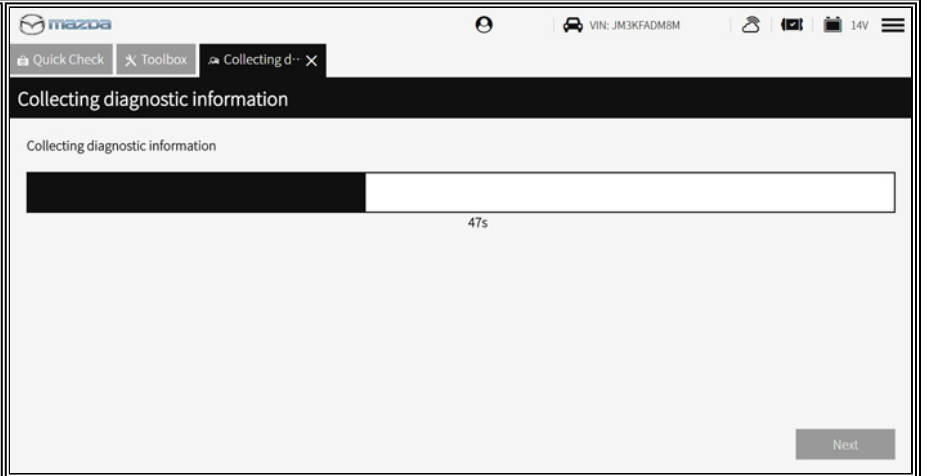 mazda
VIN: JM3KFADM8M
14V
Quick Check
Toolbox
Collecting d··
Collecting diagnostic information
Collecting diagnostic information
47s
Next